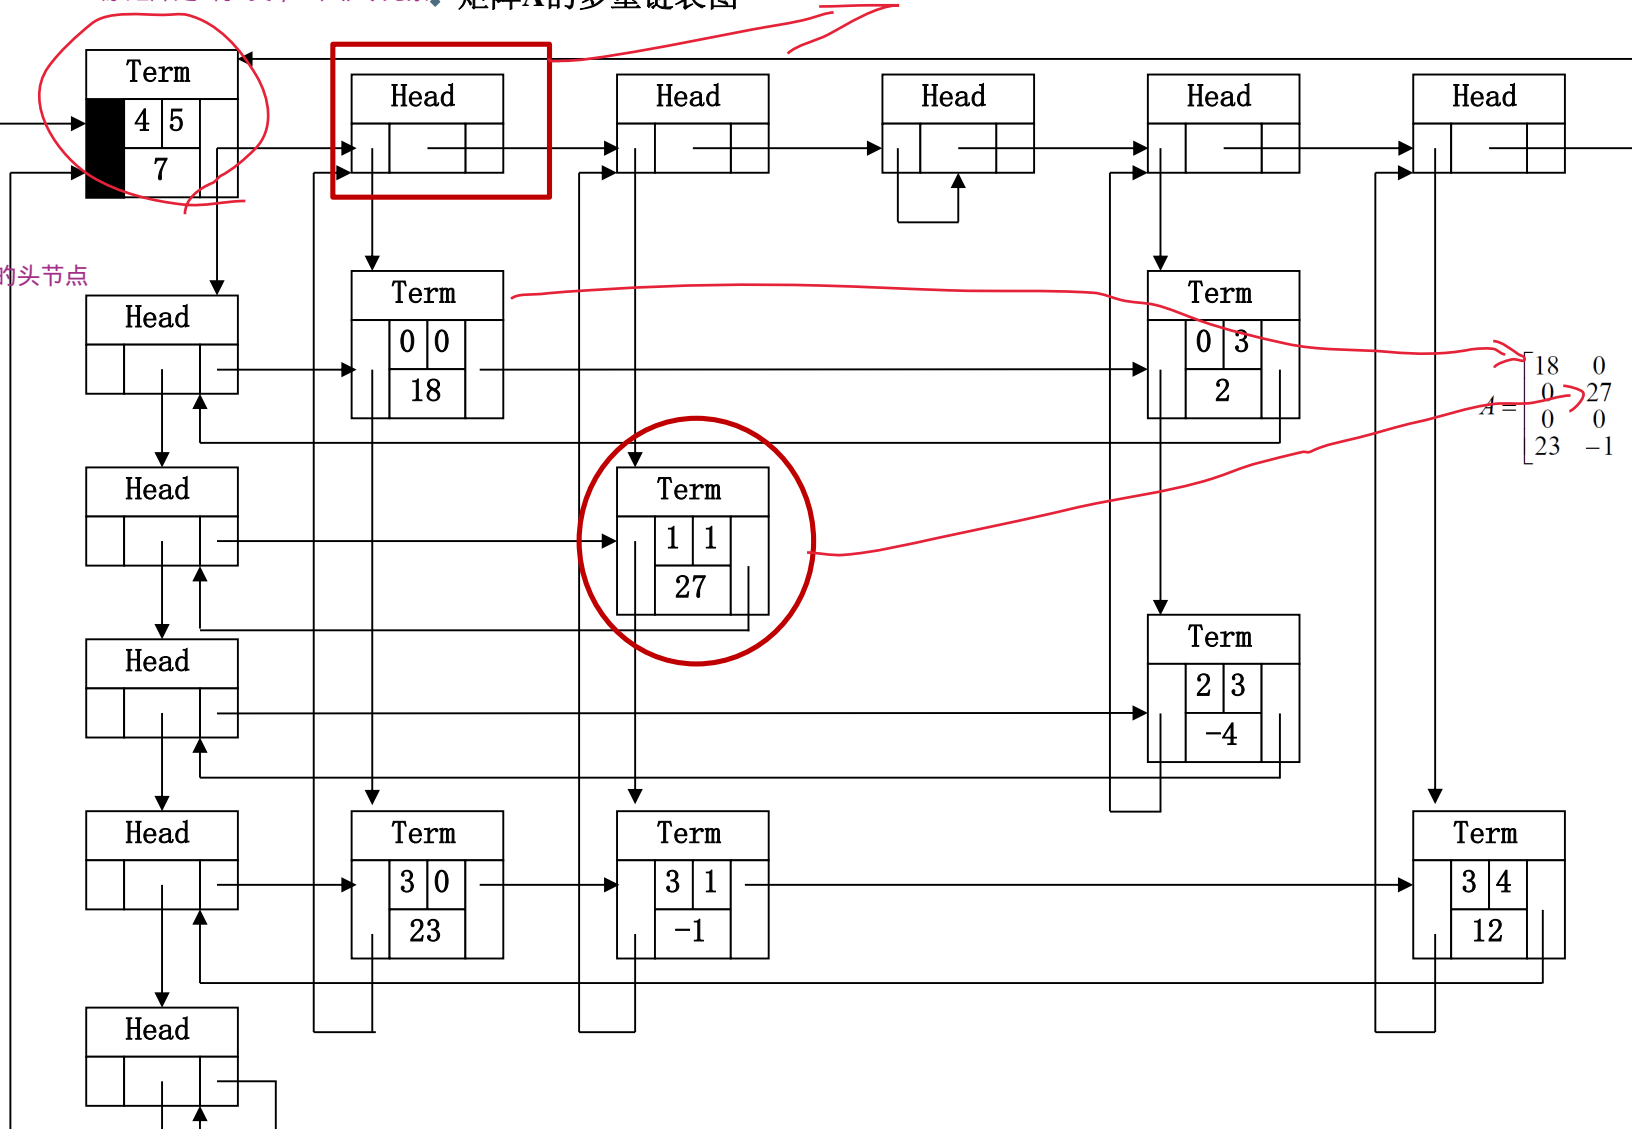 矩阵A的多重链表图
Term
4 5
7
Head
Head
Head
Head
Head
的头节点
Head
Term
0 0
18
Term
0 3
2
A =
18 0
0 27
0 0
23 −1
Head
Term
1 1
27
Head
Term
2 3
-4
Head
Term
3 0
23
Term
3 1
-1
Term
3 4
12
Head